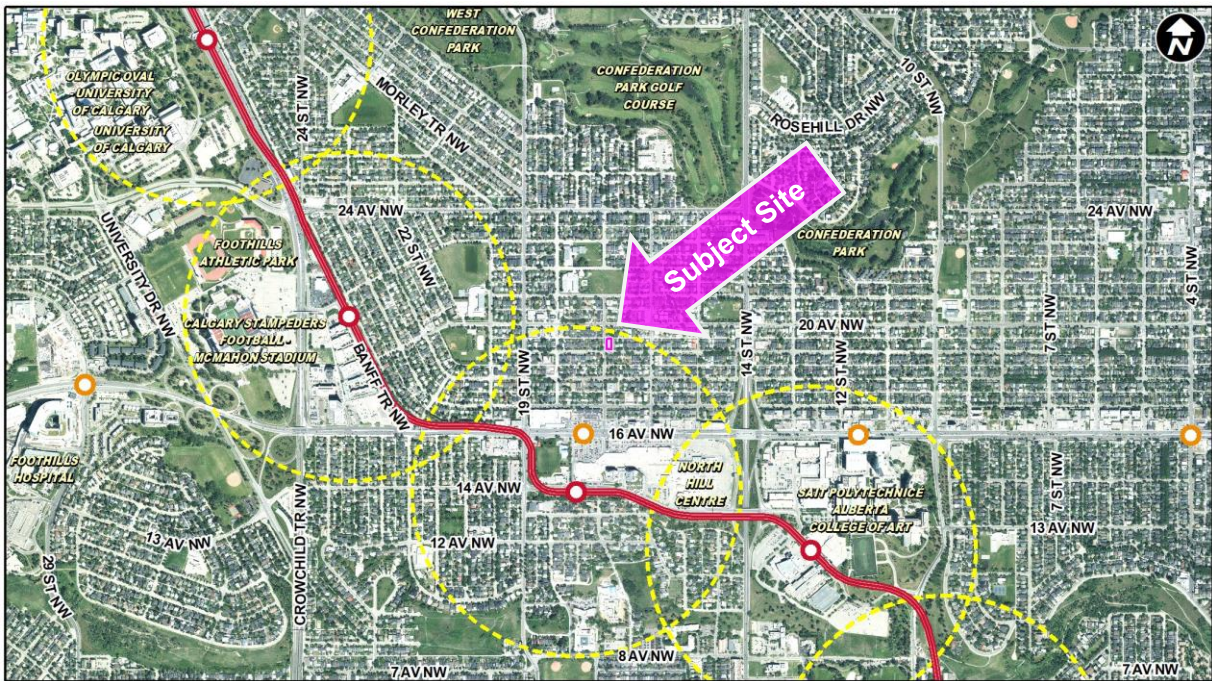 WEST
CONFEDERATION
PARK
N
OLYMPIC OVAL
- UNIVERSITY
OF CALGARY
UNIVERSITY
OF CALGARY
24 ST NW
MORLEY TR NW
CONFEDERATION
PARK GOLF
COURSE
ROSEHILL DR NW
10 ST NW
24 AV NW
24 AV NW
UNIVERSITY DR NW
FOOTHILLS
ATHLETIC PARK
22 ST NW
Subject Site
CONFEDERATION
PARK
CALGARY STAMPEDERS
FOOTBALL -
MCMAHON STADIUM
BANFF TR NW
19 ST NW
14 ST NW
20 AV NW
12 ST NW
7 ST NW
4 ST NW
16 AV NW
FOOTHILLS
HOSPITAL
14 AV NW
NORTH
HILL
CENTRE
SAIT POLYTECHNICE
ALBERTA
COLLEGE OF ART
7 ST NW
13 AV NW
12 AV NW
13 AV NW
29 ST NW
CROWCHILD TR NW
8 AV NW
7 AV NW
7 AV NW